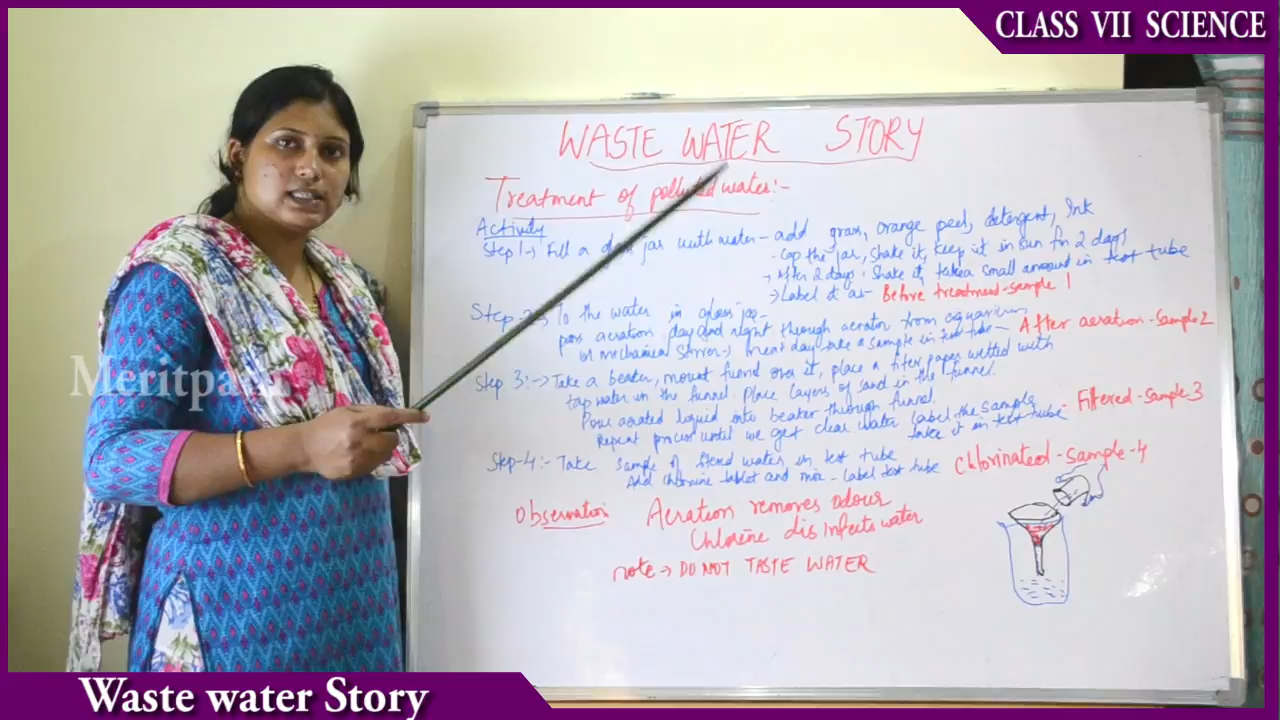 CLASS VII SCIENCE
WASTE WATER STORY
Treatment of polluted water:-
Activity
Step 1:-> Fill a glass jar with water - add grass, orange peel, detergent, Ink
- Cap the jar, shake it, keep it in sun for 2 days
-> After 2 days: Shake it, take a small amount in test tube
-> Label it as - Before treatment-sample 1
Step 2:-> To the water in glass jar -
pass aeration day and night through aerator from aquarium
or mechanical stirrer -> Next day take a sample in test tube - After aeration-sample 2
Step 3:-> Take a beaker, mount funnel over it, place a filter paper wetted with
tap water in the funnel. Place layers of sand in the funnel.
Pour aerated liquid into beaker through funnel.
Repeat process until we get clear water Label the sample
take it in test tube - Filtered-sample 3
Step-4:- Take sample of filtered water in test tube
Add chlorine tablet and mix - Label test tube Chlorinated-sample-4
Observation Aeration removes odour
Chlorine disinfects water
note -> DO NOT TASTE WATER
Waste water Story